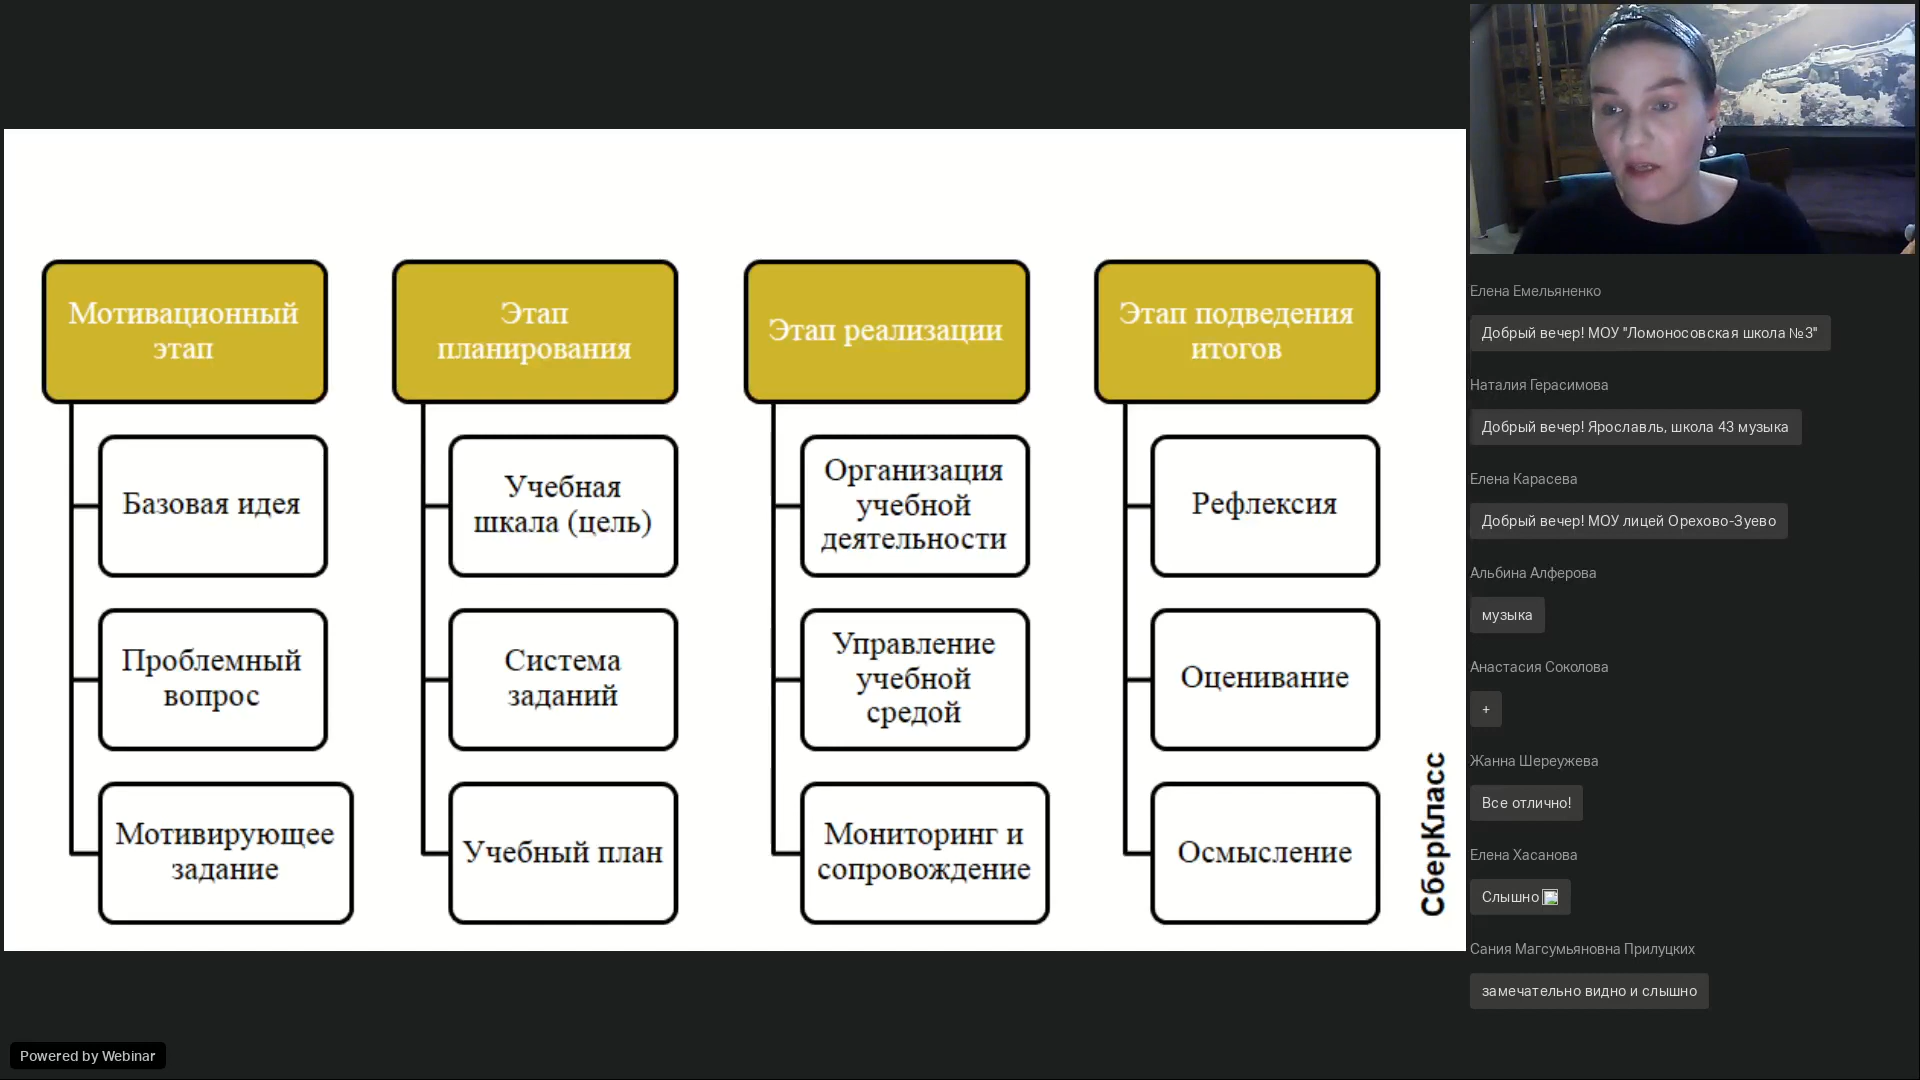 Мотивационный
этап
Базовая идея
Проблемный
вопрос
Мотивирующее
задание
Этап
планирования
Учебная
шкала (цель)
Система
заданий
Учебный план
Этап реализации
Организация
учебной
деятельности
Управление
учебной
средой
Мониторинг и
сопровождение
Этап подведения
итогов
Рефлексия
Оценивание
Осмысление
СберКласс
Елена Емельяненко
Добрый вечер! МОУ "Ломоносовская школа №3"
Наталия Герасимова
Добрый вечер! Ярославль, школа 43 музыка
Елена Карасева
Добрый вечер! МОУ лицей Орехово-Зуево
Альбина Алферова
музыка
Анастасия Соколова
+
Жанна Шереужева
Все отлично!
Елена Хасанова
Слышно
Сания Магсумьяновна Прилуцких
замечательно видно и слышно
Powered by Webinar